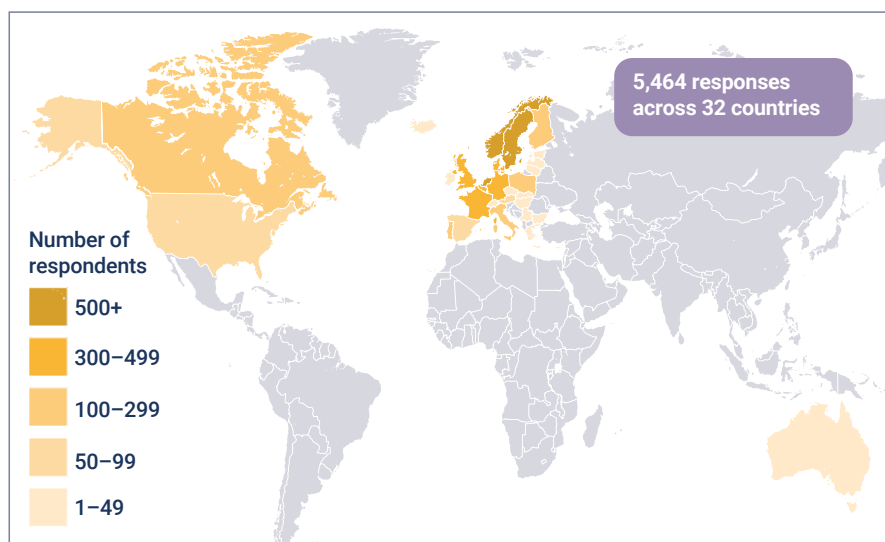 5,464 responses
across 32 countries
Number of
respondents
500+
300–499
100–299
50–99
1–49